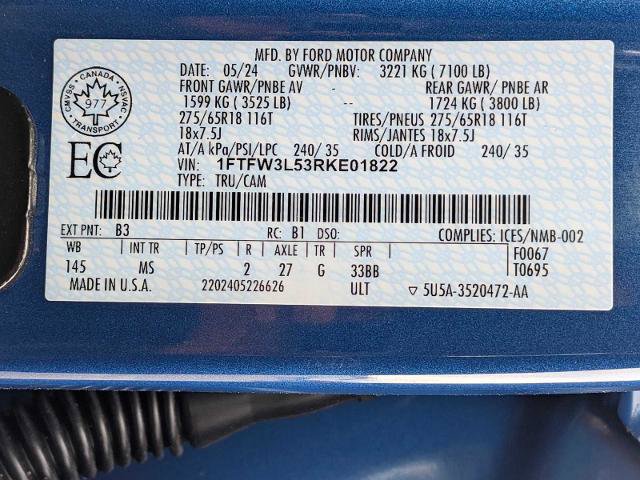 MFD. BY FORD MOTOR COMPANY
DATE: 05/24 GVWR/PNBV: 3221 KG ( 7100 LB)
FRONT GAWR/ PNBE AV REAR GAWR/ PNBE AR
1599 KG ( 3525 LB) -- 1724 KG ( 3800 LB)
275/65R18 116T TIRES/PNEUS 275/65R18 116T
18x7.5J RIMS/JANTES 18x7.5J
AT/A kPa/PSI/LPC 240/ 35 COLD/A FROID 240/ 35
VIN: 1FTFW3L53RKE01822
TYPE: TRU/CAM
CANADA
CMVSS 977 NSVAC
TRANSPORT
EC
EXT PNT: B3 RC: B1 DSO: COMPLIES: ICES/NMB-002
WB INT TR TP/PS R AXLE TR SPR F0067
145 MS 2 27 G 33BB T0695
MADE IN U.S.A. 2202405226626 ULT ▽ 5U5A-3520472-AA